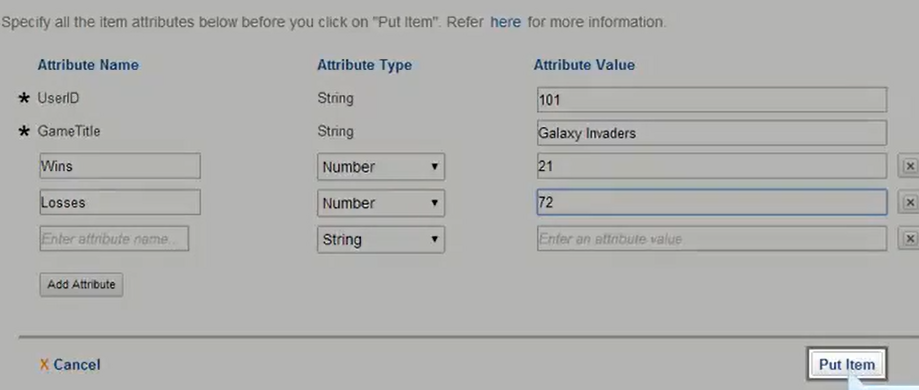 Specify all the item attributes below before you click on "Put Item". Refer here for more information.
Attribute Name Attribute Type Attribute Value
* UserID String 101
* GameTitle String Galaxy Invaders
Wins Number 21
Losses Number 72
Enter attribute name... String Enter an attribute value
Add Attribute
X Cancel Put Item